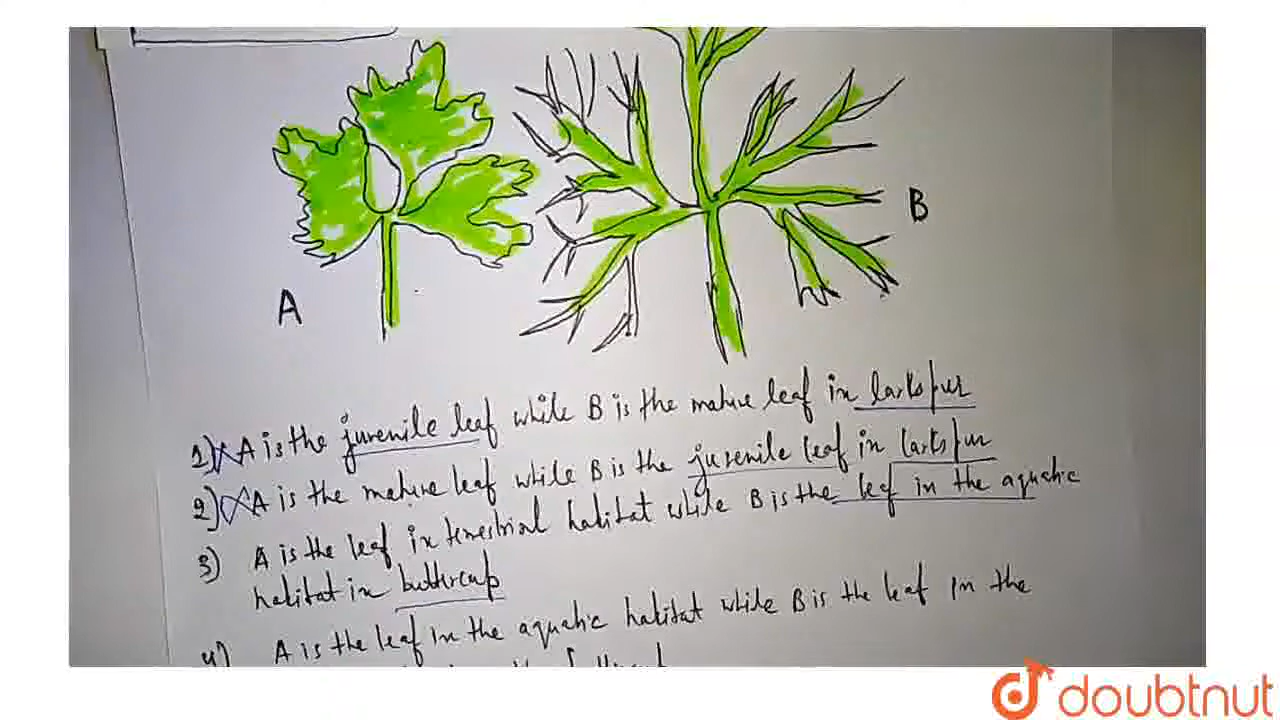 A
B
1) A is the juvenile leaf while B is the mature leaf in larkspur
2) A is the mature leaf while B is the juvenile leaf in larkspur
3) A is the leaf in terrestrial habitat while B is the leaf in the aquatic
habitat in buttercup
4) A is the leaf in the aquatic habitat while B is the leaf in the
doubtnut